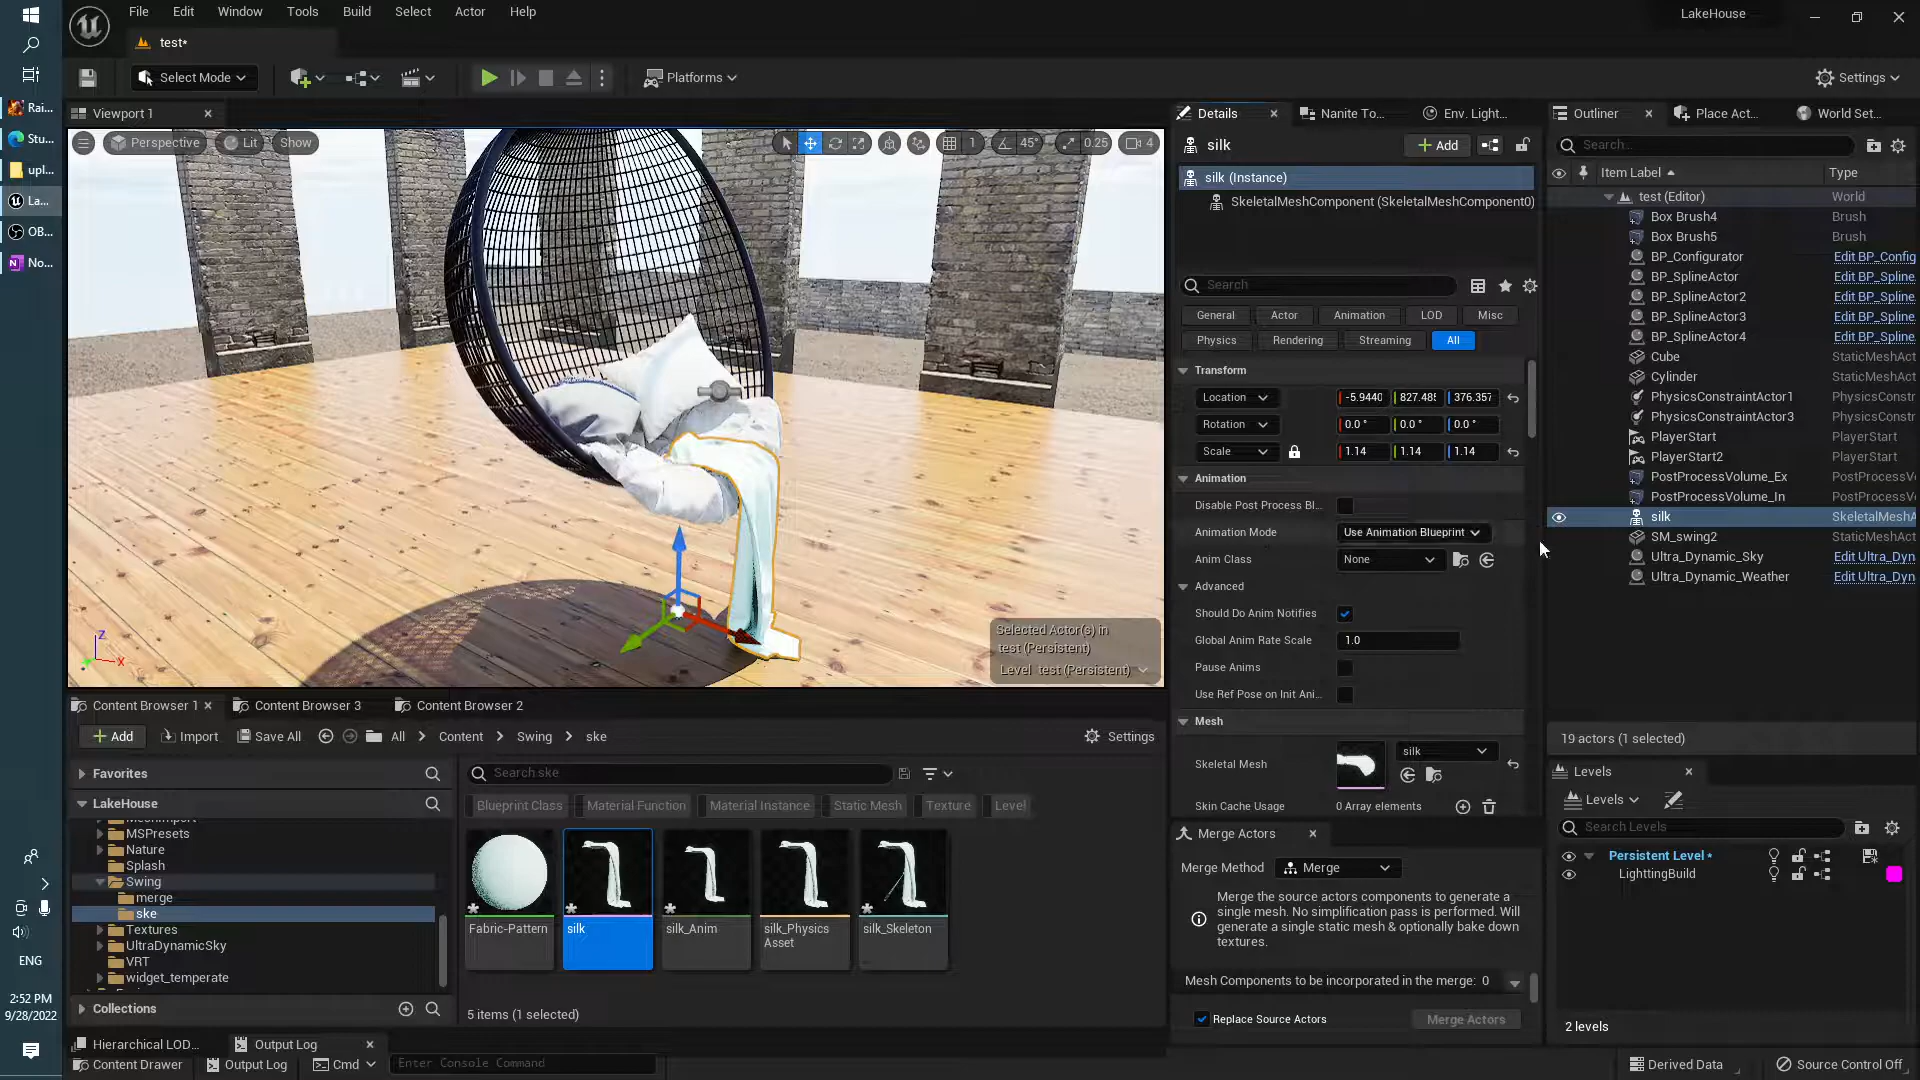 File Edit Window Tools Build Select Actor Help
LakeHouse
test*
Select Mode
Platforms
Settings
Viewport 1
Perspective Lit Show
1 45° 0.25 4
Selected Actor(s) in
test (Persistent)
Level test (Persistent)
Z
X
Rai...
Stu...
upl...
La...
OB...
No...
ENG
2:52 PM
9/28/2022
Details Nanite To... Env. Light...
silk
Add
silk (Instance)
SkeletalMeshComponent (SkeletalMeshComponent0)
Search
General Actor Animation LOD Misc
Physics Rendering Streaming All
Transform
Location -5.9440 827.485 376.357
Rotation 0.0 ° 0.0 ° 0.0 °
Scale 1.14 1.14 1.14
Animation
Disable Post Process Bl...
Animation Mode Use Animation Blueprint
Anim Class None
Advanced
Should Do Anim Notifies
Global Anim Rate Scale 1.0
Pause Anims
Use Ref Pose on Init Ani...
Mesh
Skeletal Mesh silk
Skin Cache Usage 0 Array elements
Merge Actors
Merge Method Merge
Merge the source actors components to generate a
single mesh. No simplification pass is performed. Will
generate a single static mesh & optionally bake down
textures.
Mesh Components to be incorporated in the merge: 0
Replace Source Actors Merge Actors
Outliner Place Act... World Set...
Search...
Item Label Type
test (Editor) World
Box Brush4 Brush
Box Brush5 Brush
BP_Configurator Edit BP_Config
BP_SplineActor Edit BP_Spline
BP_SplineActor2 Edit BP_Spline
BP_SplineActor3 Edit BP_Spline
BP_SplineActor4 Edit BP_Spline
Cube StaticMeshAct
Cylinder StaticMeshAct
PhysicsConstraintActor1 PhysicsConstr
PhysicsConstraintActor3 PhysicsConstr
PlayerStart PlayerStart
PlayerStart2 PlayerStart
PostProcessVolume_Ex PostProcessV
PostProcessVolume_In PostProcessV
silk SkeletalMeshA
SM_swing2 StaticMeshAct
Ultra_Dynamic_Sky Edit Ultra_Dyn
Ultra_Dynamic_Weather Edit Ultra_Dyn
19 actors (1 selected)
Levels
Levels
Search Levels
Persistent Level *
LighttingBuild
2 levels
Content Browser 1 Content Browser 3 Content Browser 2
Add Import Save All All Content Swing ske Settings
Favorites
LakeHouse
MSPresets
Nature
Splash
Swing
merge
ske
Textures
UltraDynamicSky
VRT
widget_temperate
Collections
Search ske
Blueprint Class Material Function Material Instance Static Mesh Texture Level
Fabric-Pattern silk silk_Anim silk_Physics
Asset silk_Skeleton
5 items (1 selected)
Hierarchical LOD... Output Log
Content Drawer Output Log Cmd Enter Console Command
Derived Data Source Control Off